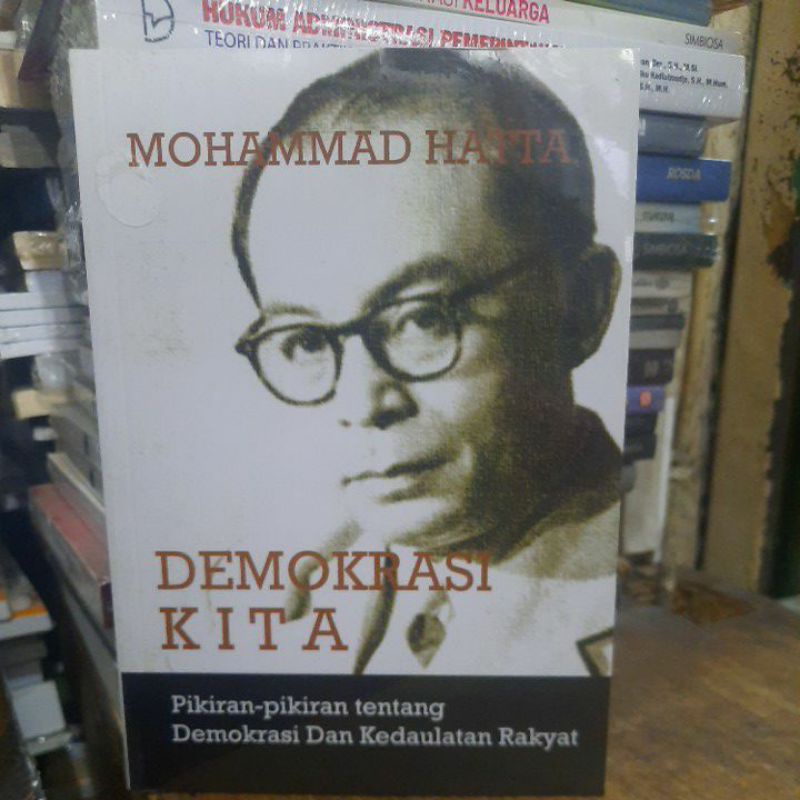 KELUARGA
HUKUM ADMINISTRASI
TEORI DAN
SIMBIOSA
MOHAMMAD HATTA
ROSDA
DEMOKRASI
KITA
Pikiran-pikiran tentang
Demokrasi Dan Kedaulatan Rakyat